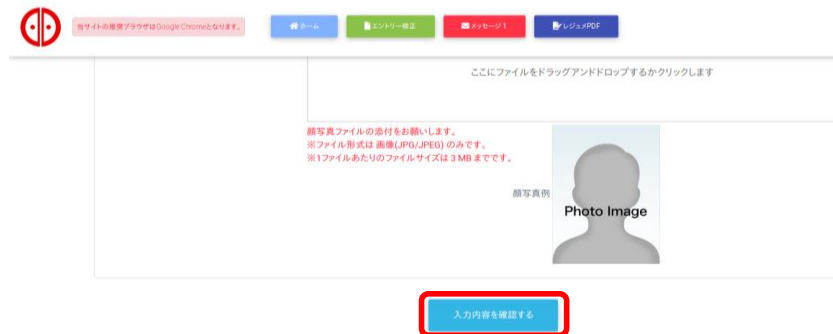 当サイトの推奨ブラウザはGoogle Chromeとなります。
ホーム
エントリー修正
メッセージ 1
レジュメPDF
ここにファイルをドラッグアンドドロップするかクリックします
顔写真ファイルの添付をお願いします。
※ファイル形式は 画像(JPG/JPEG) のみです。
※1ファイルあたりのファイルサイズは 3 MB までです。
顔写真例
Photo Image
入力内容を確認する